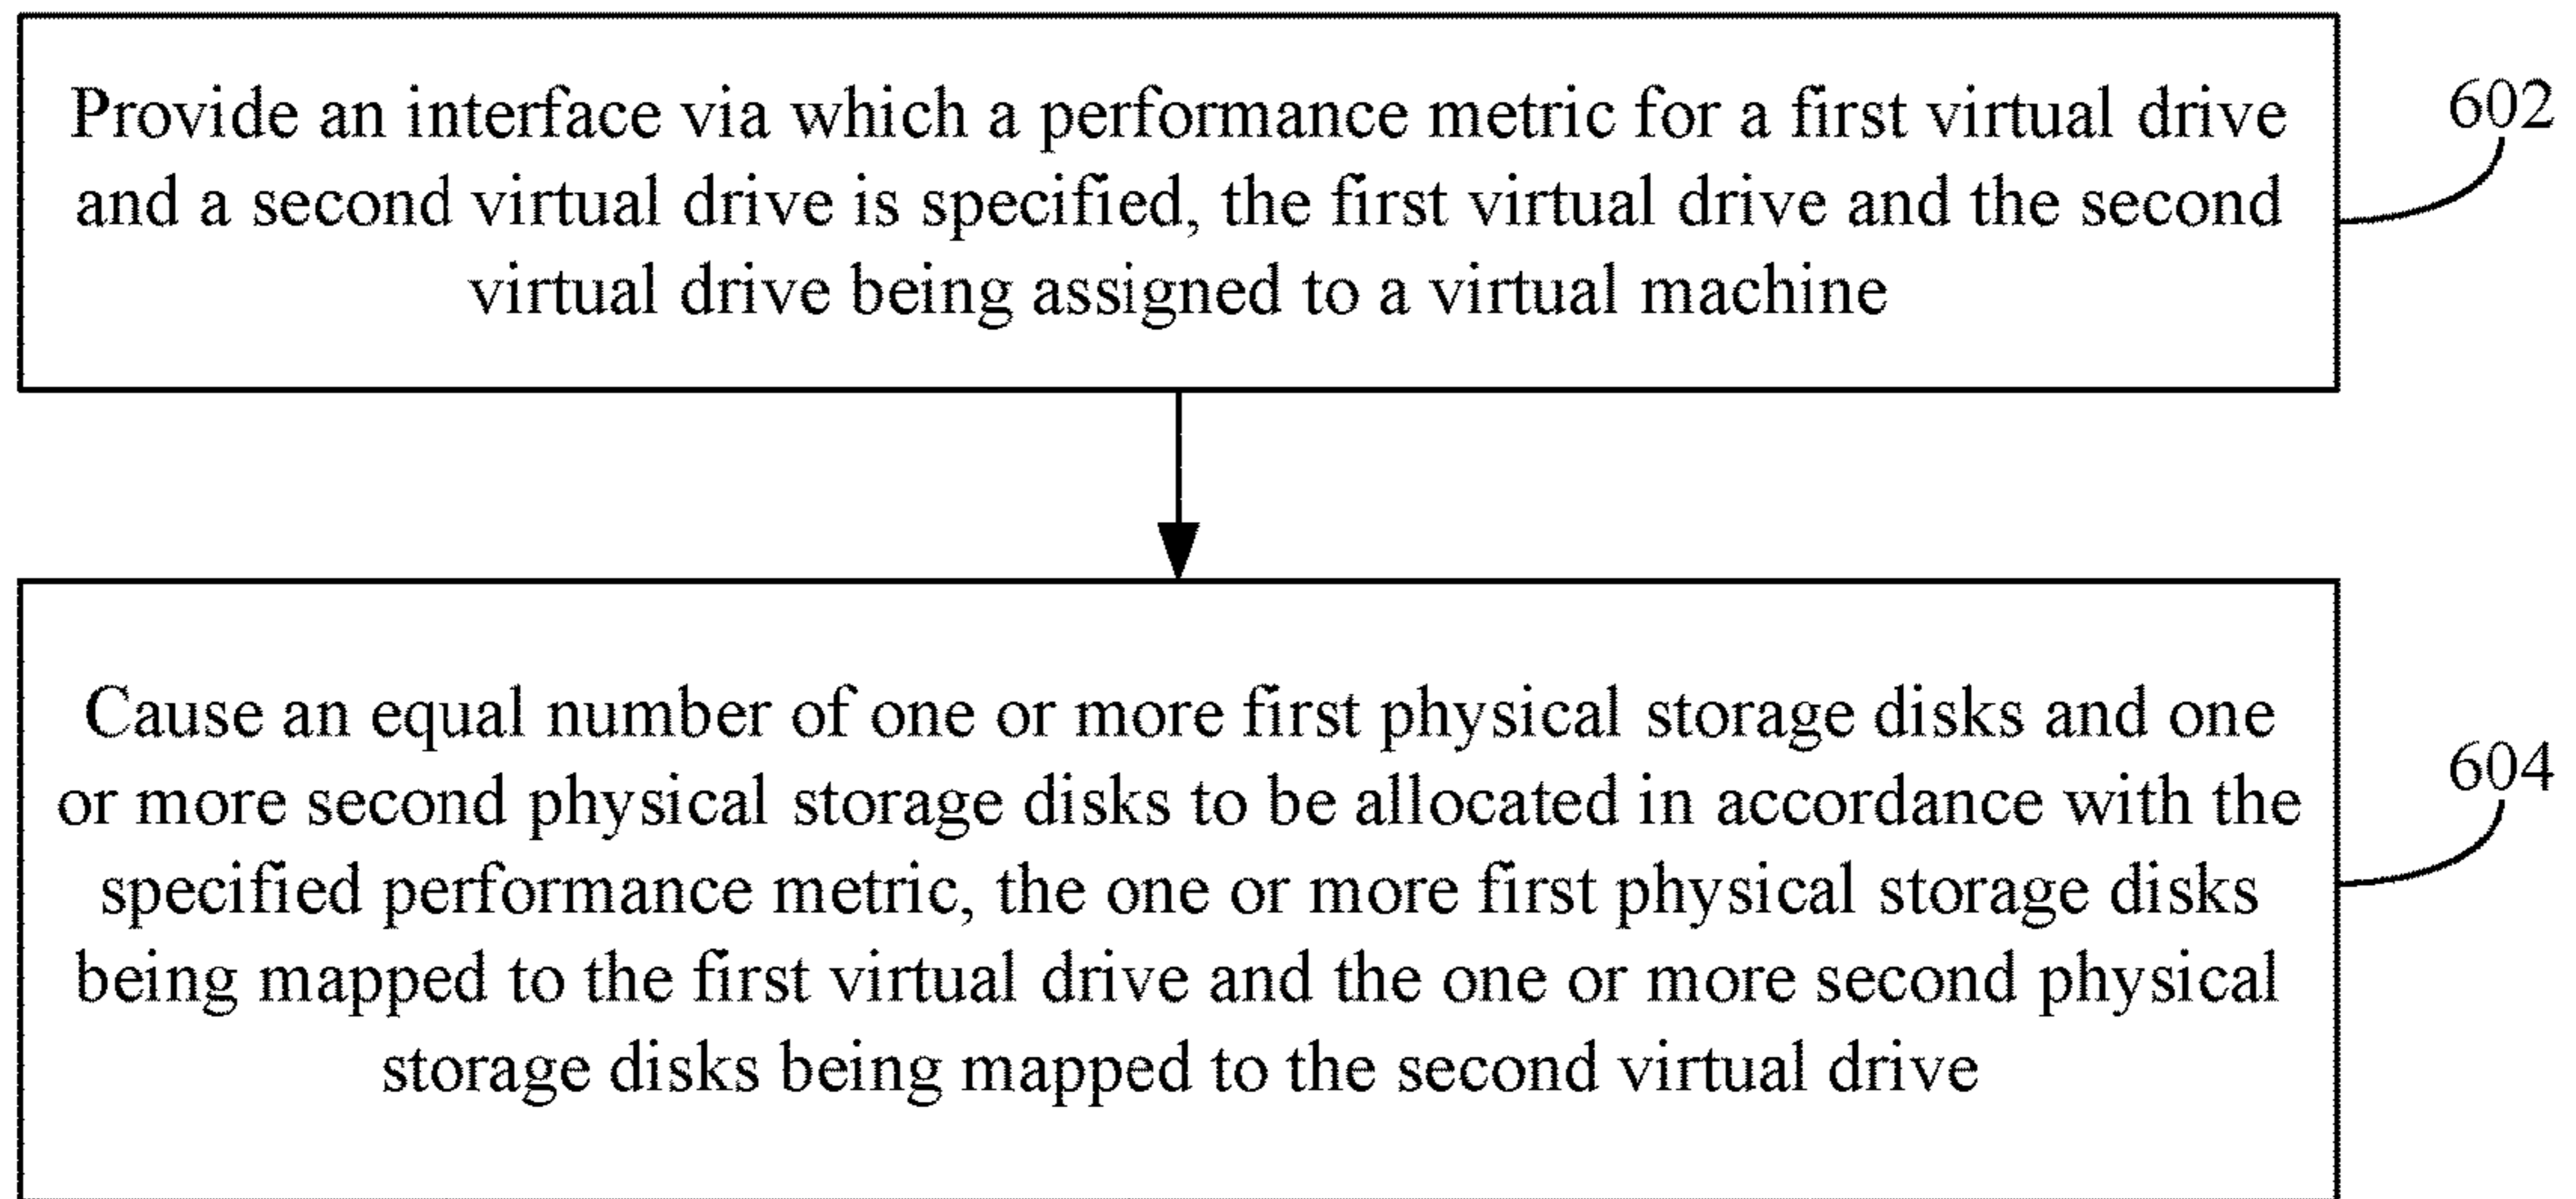 Provide an interface via which a performance metric for a first virtual drive
and a second virtual drive is specified, the first virtual drive and the second
virtual drive being assigned to a virtual machine
602
Cause an equal number of one or more first physical storage disks and one
or more second physical storage disks to be allocated in accordance with the
specified performance metric, the one or more first physical storage disks
being mapped to the first virtual drive and the one or more second physical
storage disks being mapped to the second virtual drive
604